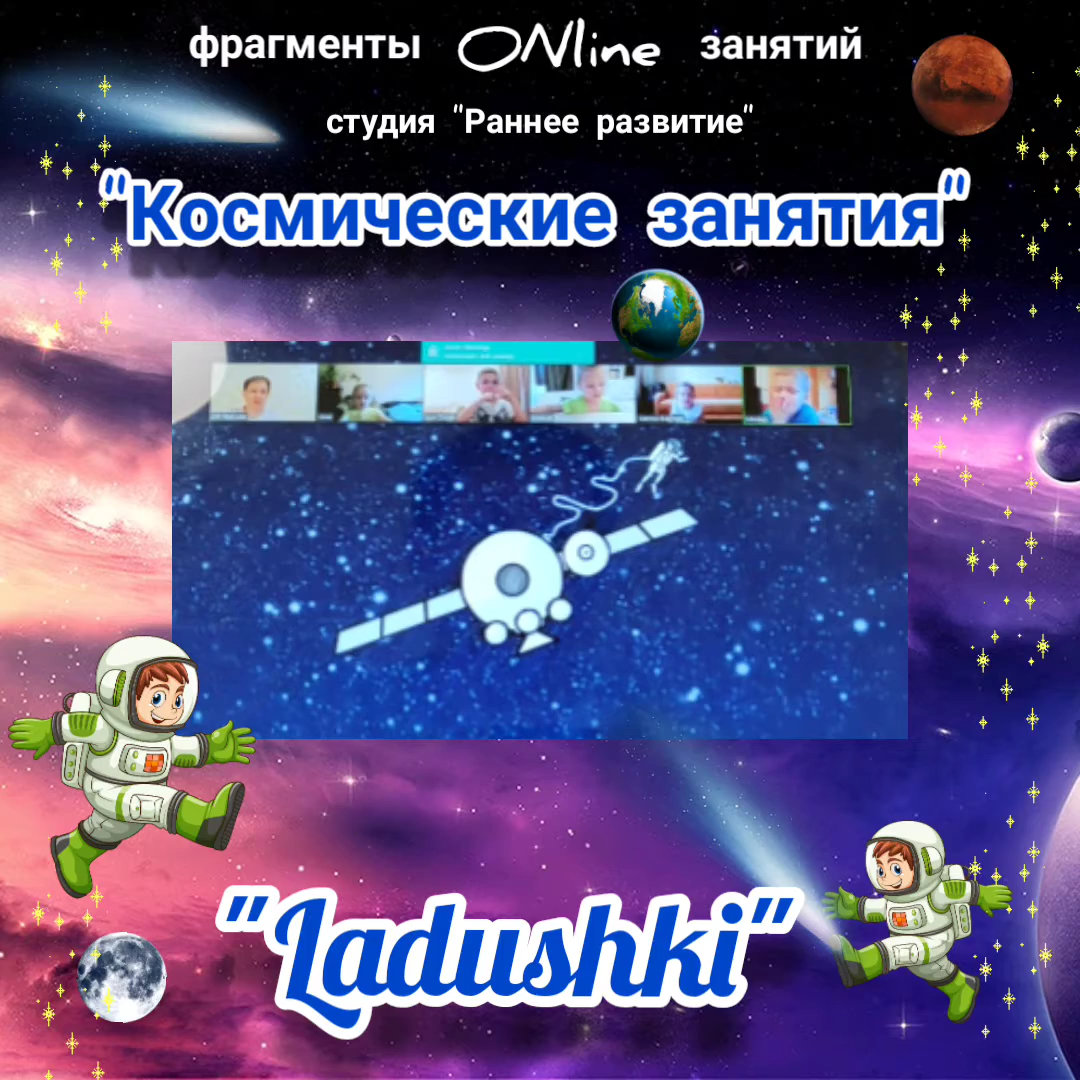 фрагменты ONline занятий
студия "Раннее развитие"
"Космические занятия"
"Ladushki"